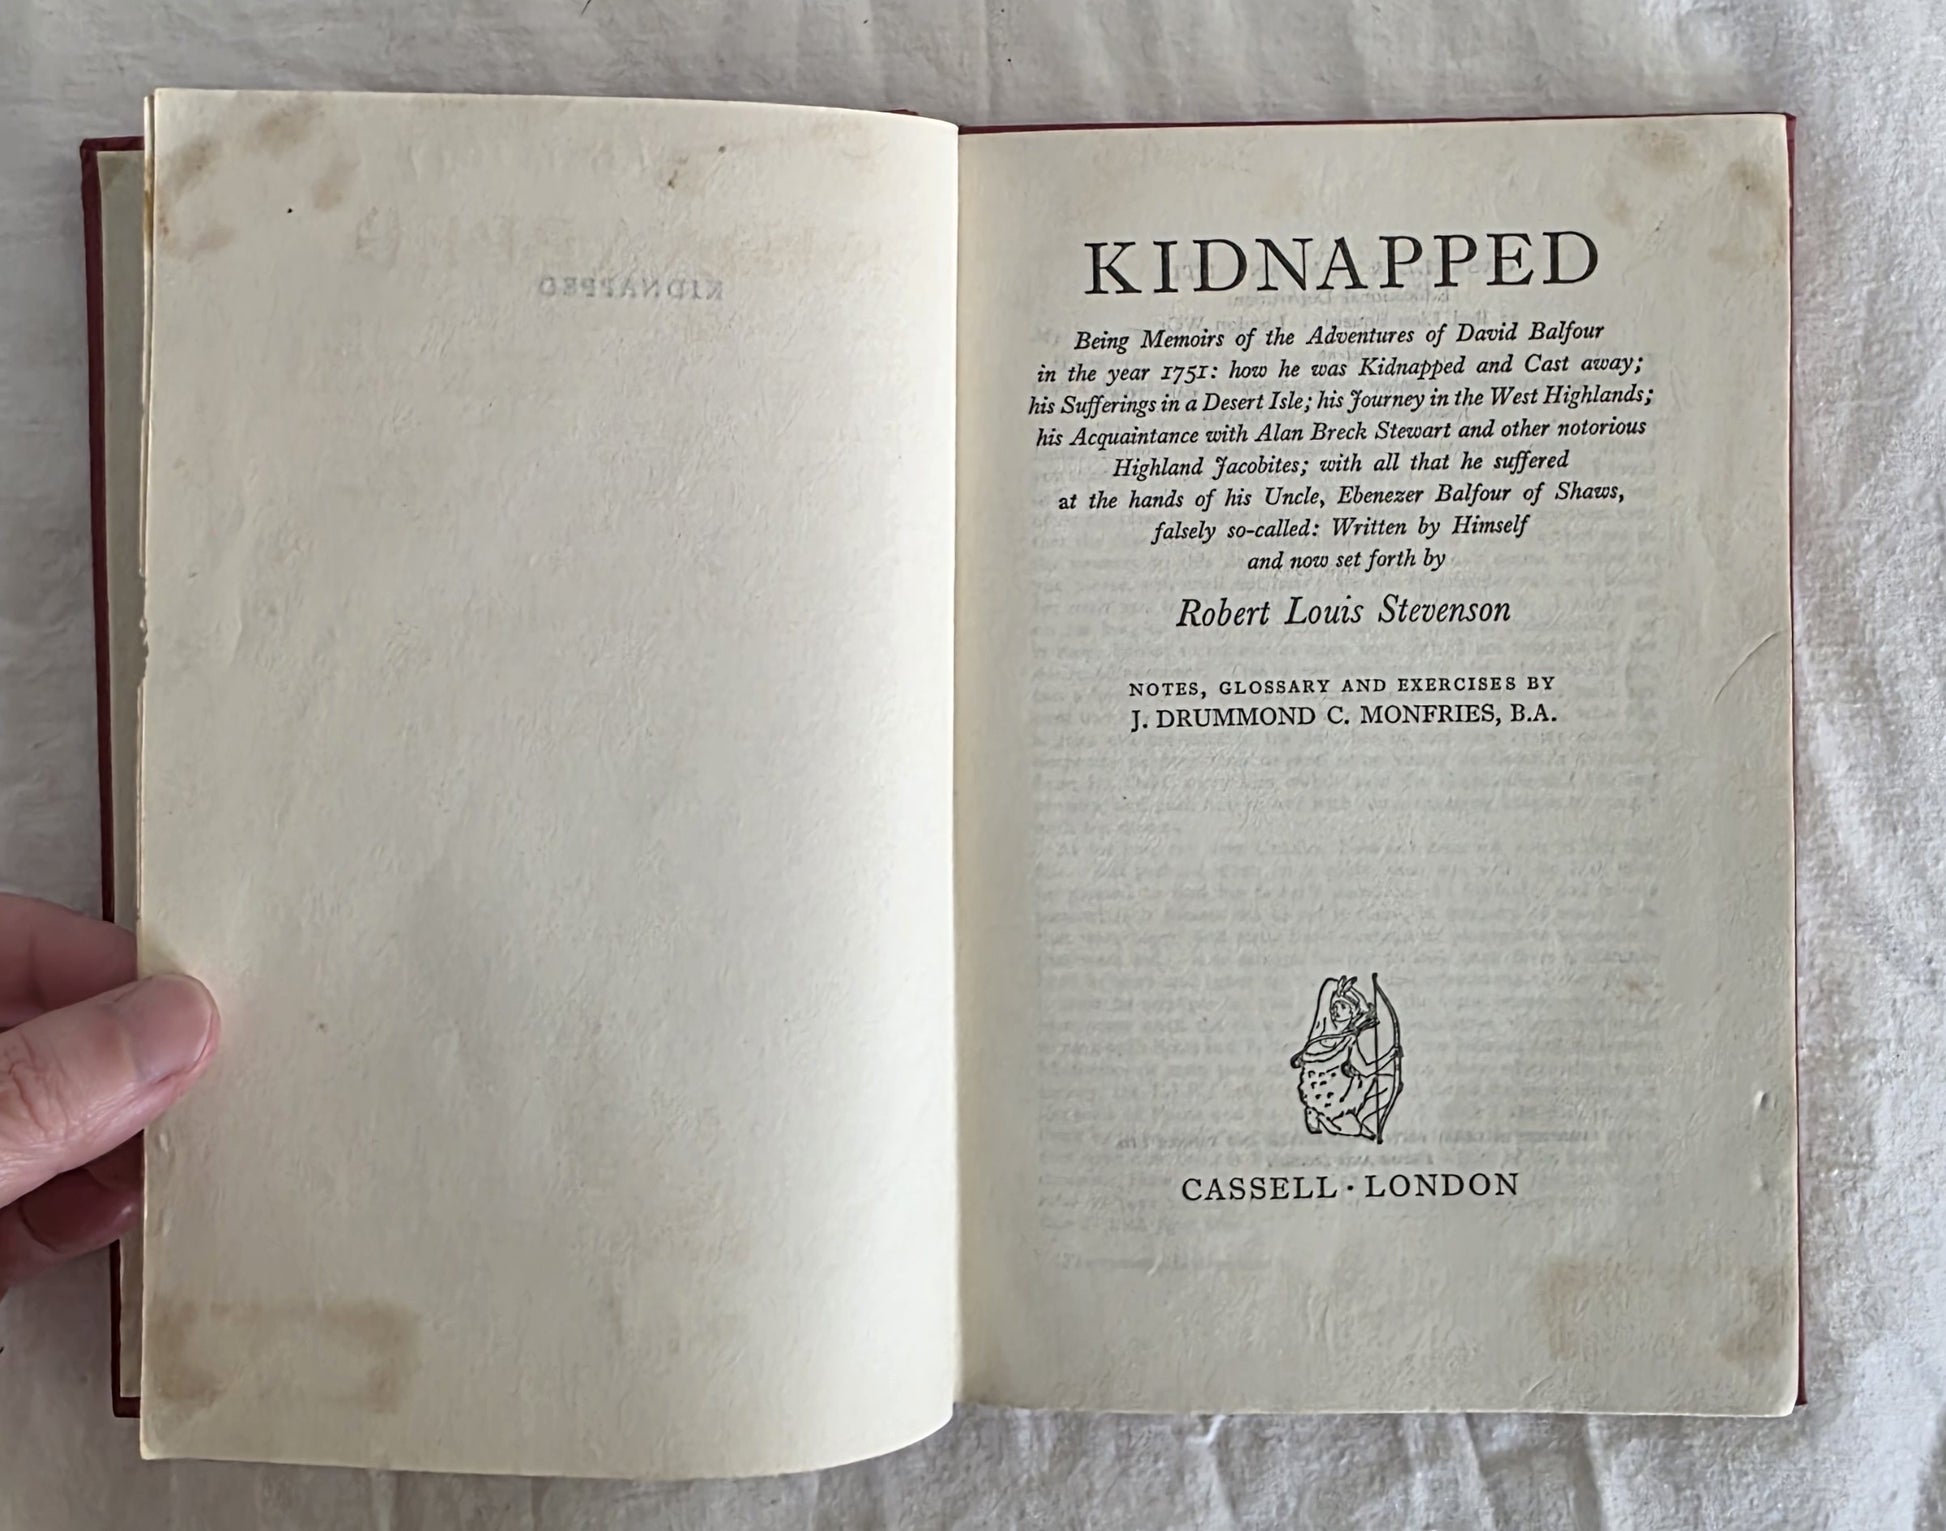 KIDNAPPED
KIDNAPPED
Being Memoirs of the Adventures of David Balfour
in the year 1751: how he was Kidnapped and Cast away;
his Sufferings in a Desert Isle; his Journey in the West Highlands;
his Acquaintance with Alan Breck Stewart and other notorious
Highland Jacobites; with all that he suffered
at the hands of his Uncle, Ebenezer Balfour of Shaws,
falsely so-called: Written by Himself
and now set forth by
Robert Louis Stevenson
NOTES, GLOSSARY AND EXERCISES BY
J. DRUMMOND C. MONFRIES, B.A.
CASSELL · LONDON